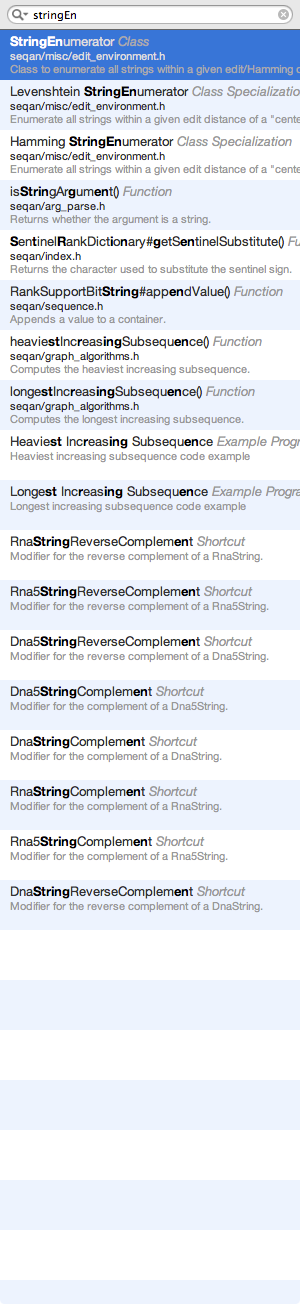 stringEn
StringEnumerator Class
seqan/misc/edit_environment.h
Class to enumerate all strings within a given edit/Hamming
Levenshtein StringEnumerator Class Specializatio
seqan/misc/edit_environment.h
Enumerate all strings within a given edit distance of a "cente
Hamming StringEnumerator Class Specialization
seqan/misc/edit_environment.h
Enumerate all strings within a given edit distance of a "cente
isStringArgument() Function
seqan/arg_parse.h
Returns whether the argument is a string.
SentinelRankDictionary#getSentinelSubstitute() Fu
seqan/index.h
Returns the character used to substitute the sentinel sign.
RankSupportBitString#appendValue() Function
seqan/sequence.h
Appends a value to a container.
heaviestIncreasingSubsequence() Function
seqan/graph_algorithms.h
Computes the heaviest increasing subsequence.
longestIncreasingSubsequence() Function
seqan/graph_algorithms.h
Computes the longest increasing subsequence.
Heaviest Increasing Subsequence Example Progr
Heaviest increasing subsequence code example
Longest Increasing Subsequence Example Progra
Longest increasing subsequence code example
RnaStringReverseComplement Shortcut
Modifier for the reverse complement of a RnaString.
Rna5StringReverseComplement Shortcut
Modifier for the reverse complement of a Rna5String.
Dna5StringReverseComplement Shortcut
Modifier for the reverse complement of a Dna5String.
Dna5StringComplement Shortcut
Modifier for the complement of a Dna5String.
DnaStringComplement Shortcut
Modifier for the complement of a DnaString.
RnaStringComplement Shortcut
Modifier for the complement of a RnaString.
Rna5StringComplement Shortcut
Modifier for the complement of a Rna5String.
DnaStringReverseComplement Shortcut
Modifier for the reverse complement of a DnaString.